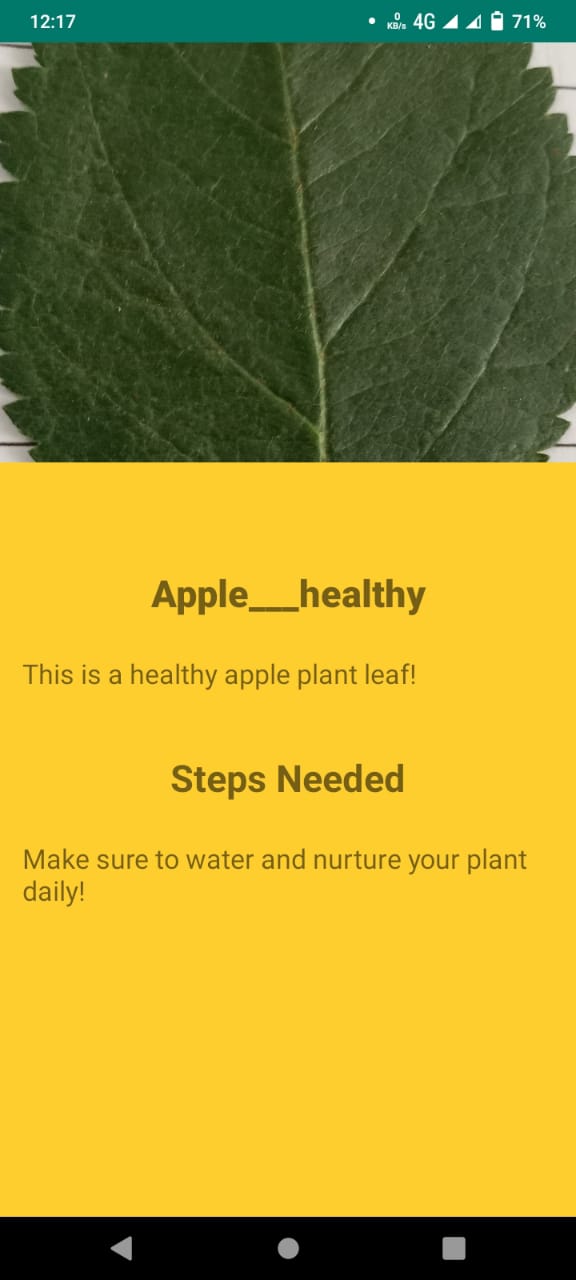 12:17 0 KB/s 4G 71%
Apple___healthy
This is a healthy apple plant leaf!
Steps Needed
Make sure to water and nurture your plant
daily!